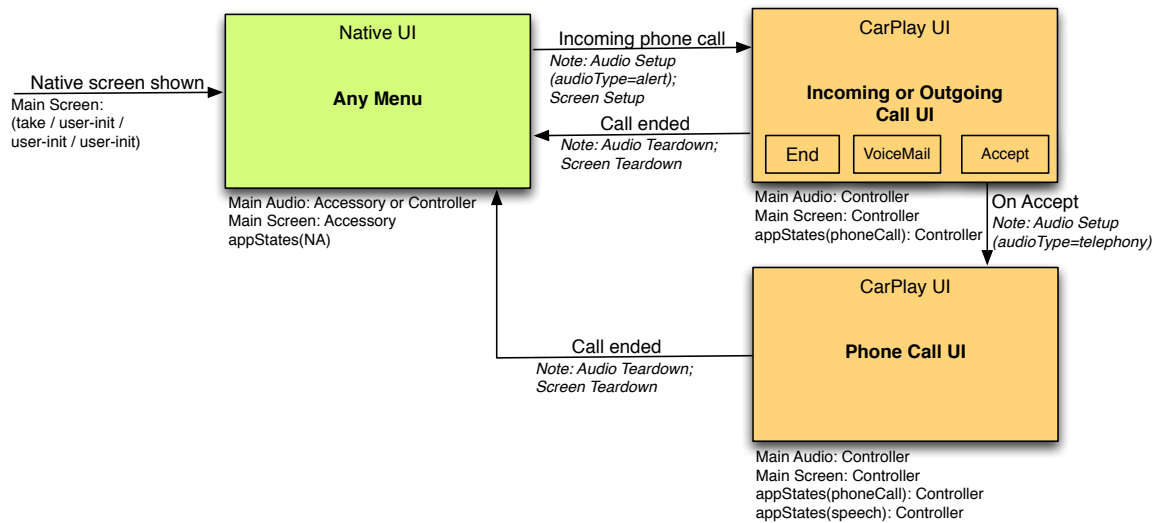 Native screen shown
Main Screen:
(take / user-init /
user-init / user-init)
Native UI
Any Menu
Main Audio: Accessory or Controller
Main Screen: Accessory
appStates(NA)
Incoming phone call
Note: Audio Setup
(audioType=alert);
Screen Setup
Call ended
Note: Audio Teardown;
Screen Teardown
CarPlay UI
Incoming or Outgoing
Call UI
End
VoiceMail
Accept
Main Audio: Controller
Main Screen: Controller
appStates(phoneCall): Controller
On Accept
Note: Audio Setup
(audioType=telephony)
CarPlay UI
Phone Call UI
Call ended
Note: Audio Teardown;
Screen Teardown
Main Audio: Controller
Main Screen: Controller
appStates(phoneCall): Controller
appStates(speech): Controller